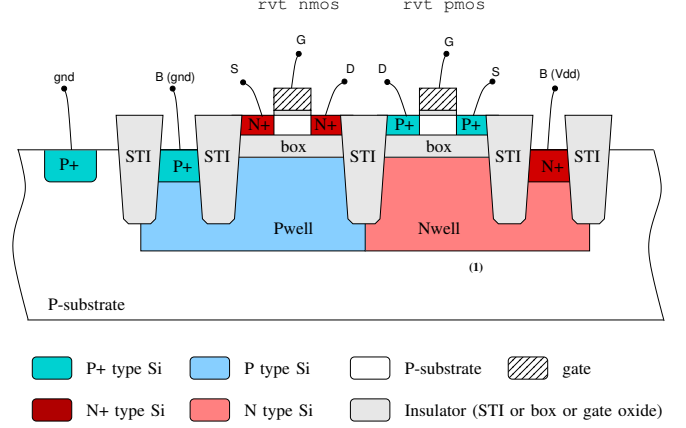 rvt nmos rvt pmos
G G
S D D S
gnd B (gnd) B (Vdd)
N+ N+ P+ P+
STI STI STI STI STI
P+ P+ box box N+
Pwell Nwell
(1)
P-substrate
P+ type Si P type Si P-substrate gate
N+ type Si N type Si Insulator (STI or box or gate oxide)